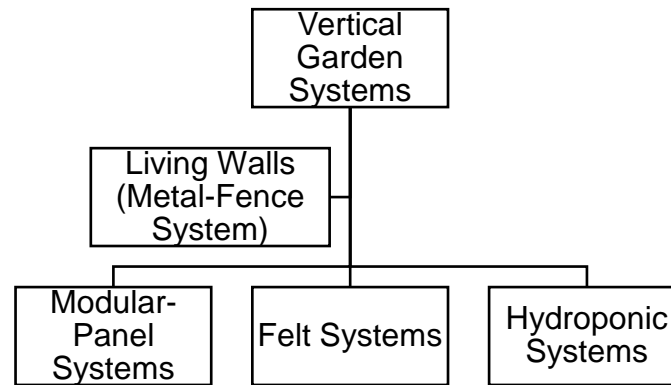 Vertical
Garden
Systems
Living Walls
(Metal-Fence
System)
Modular-
Panel
Systems
Felt Systems
Hydroponic
Systems